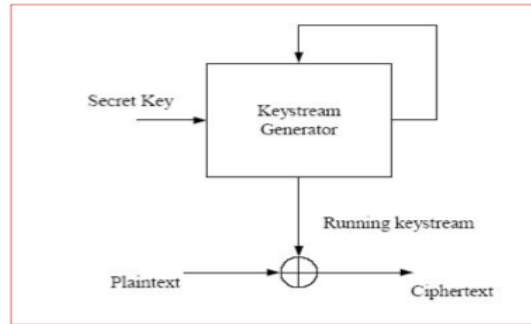 Secret Key
Keystream
Generator
Running keystream
Plaintext
Ciphertext